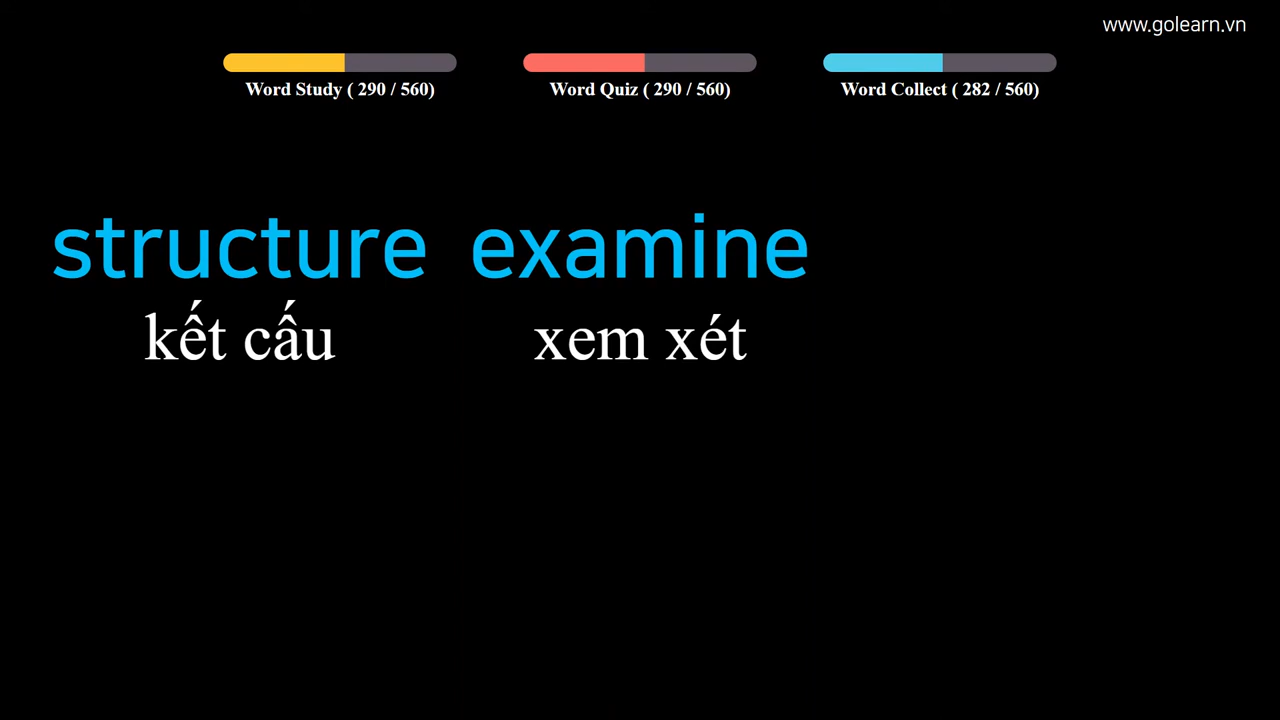 www.golearn.vn
Word Study ( 290 / 560)
Word Quiz ( 290 / 560)
Word Collect ( 282 / 560)
structure examine
kết cấu xem xét